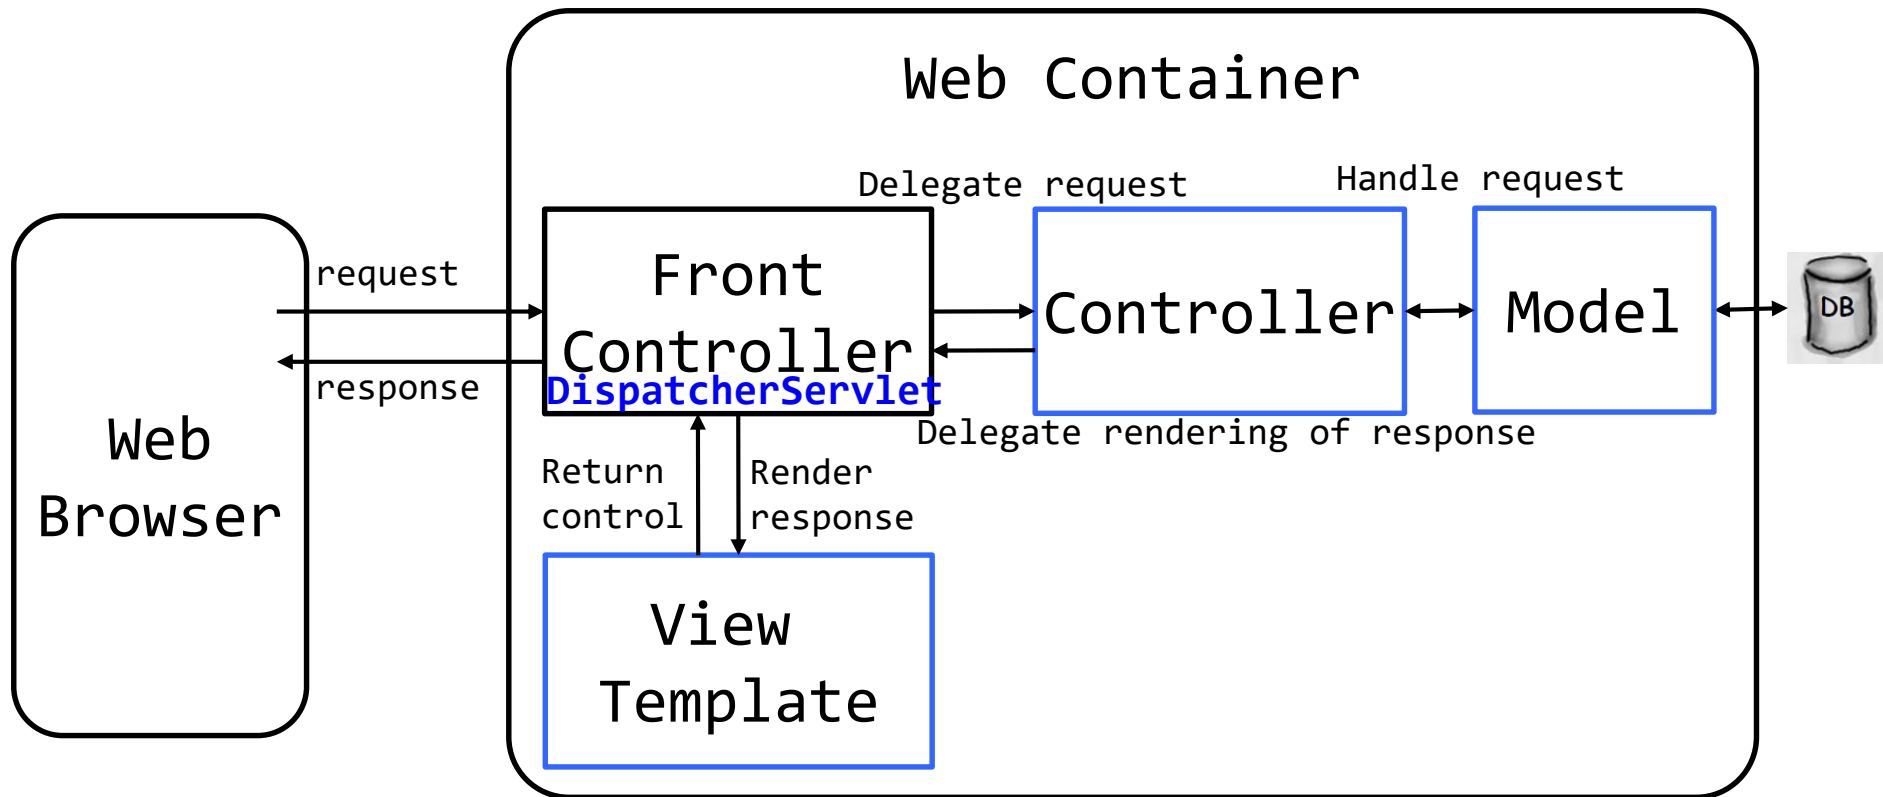 Web Container
Delegate request
Handle request
request
Front
Controller
DispatcherServlet
Controller
Model
DB
response
Delegate rendering of response
Web
Browser
Return
control
Render
response
View
Template